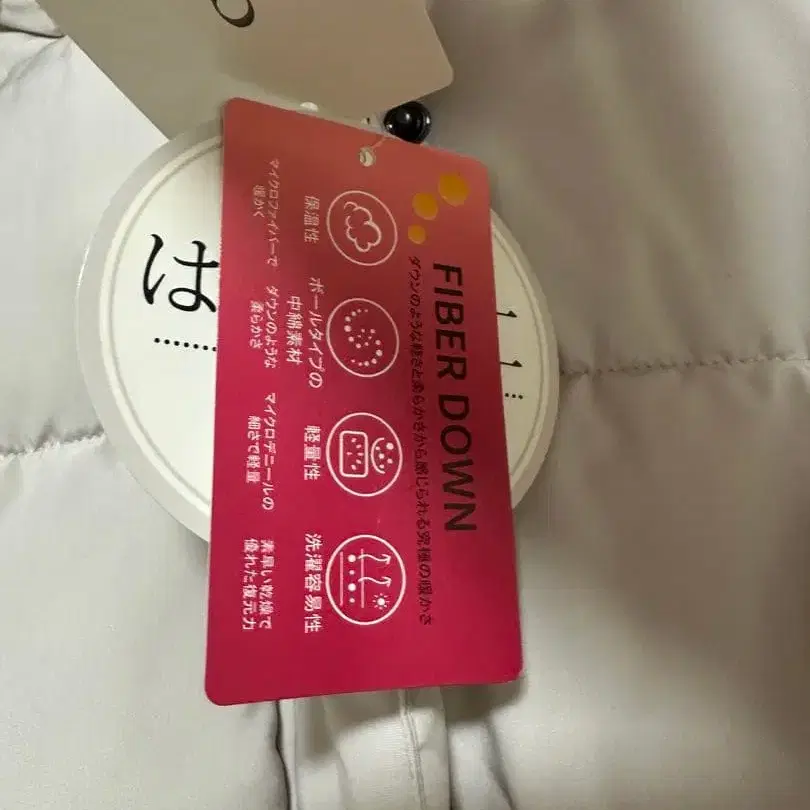 FIBER DOWN
ダウンのような軽さと柔らかさから感じられる究極の暖かさ
保温性
マイクロファイバーで
暖かく
ボールタイプの
中綿素材
ダウンのような
柔らかさ
軽量性
マイクロデニールの
細さで軽量
洗濯容易性
素早い乾燥で
優れた復元力
は